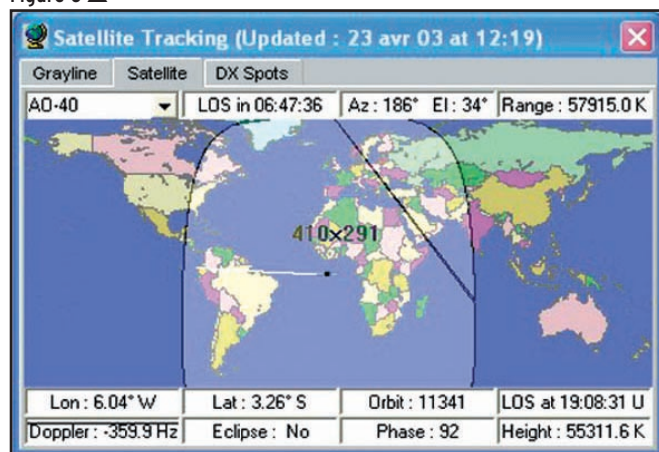 Satellite Tracking (Updated : 23 avr 03 at 12:19)
Grayline Satellite DX Spots
AO-40 LOS in 06:47:36 Az : 186° El : 34° Range : 57915.0 K
410x291
Lon : 6.04° W Lat : 3.26° S Orbit : 11341 LOS at 19:08:31 U
Doppler : -359.9 Hz Eclipse : No Phase : 92 Height : 55311.6 K